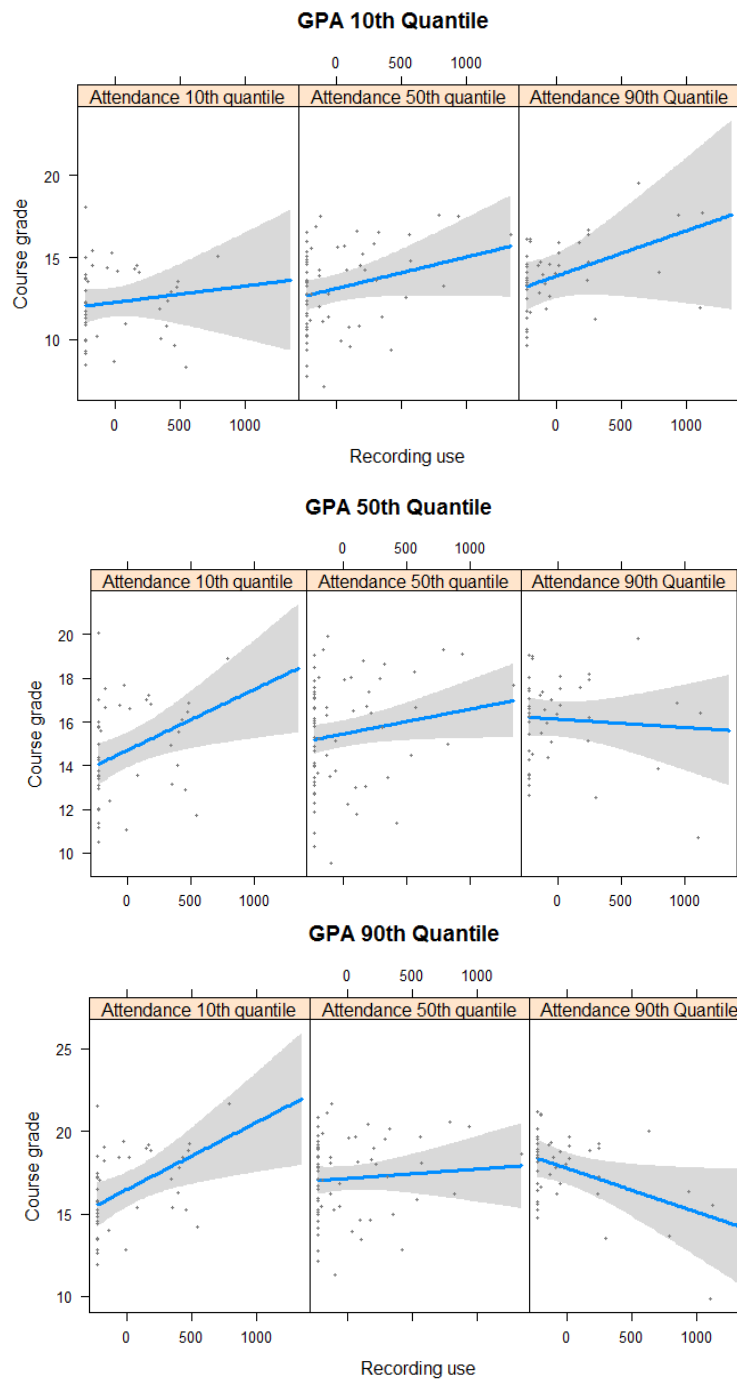 GPA 10th Quantile
0 500 1000
Attendance 10th quantile Attendance 50th quantile Attendance 90th Quantile
20
15
10
Course grade
0 500 1000 0 500 1000
Recording use
GPA 50th Quantile
0 500 1000
Attendance 10th quantile Attendance 50th quantile Attendance 90th Quantile
20
18
16
14
12
10
Course grade
0 500 1000 0 500 1000
GPA 90th Quantile
0 500 1000
Attendance 10th quantile Attendance 50th quantile Attendance 90th Quantile
25
20
15
10
Course grade
0 500 1000 0 500 1000
Recording use